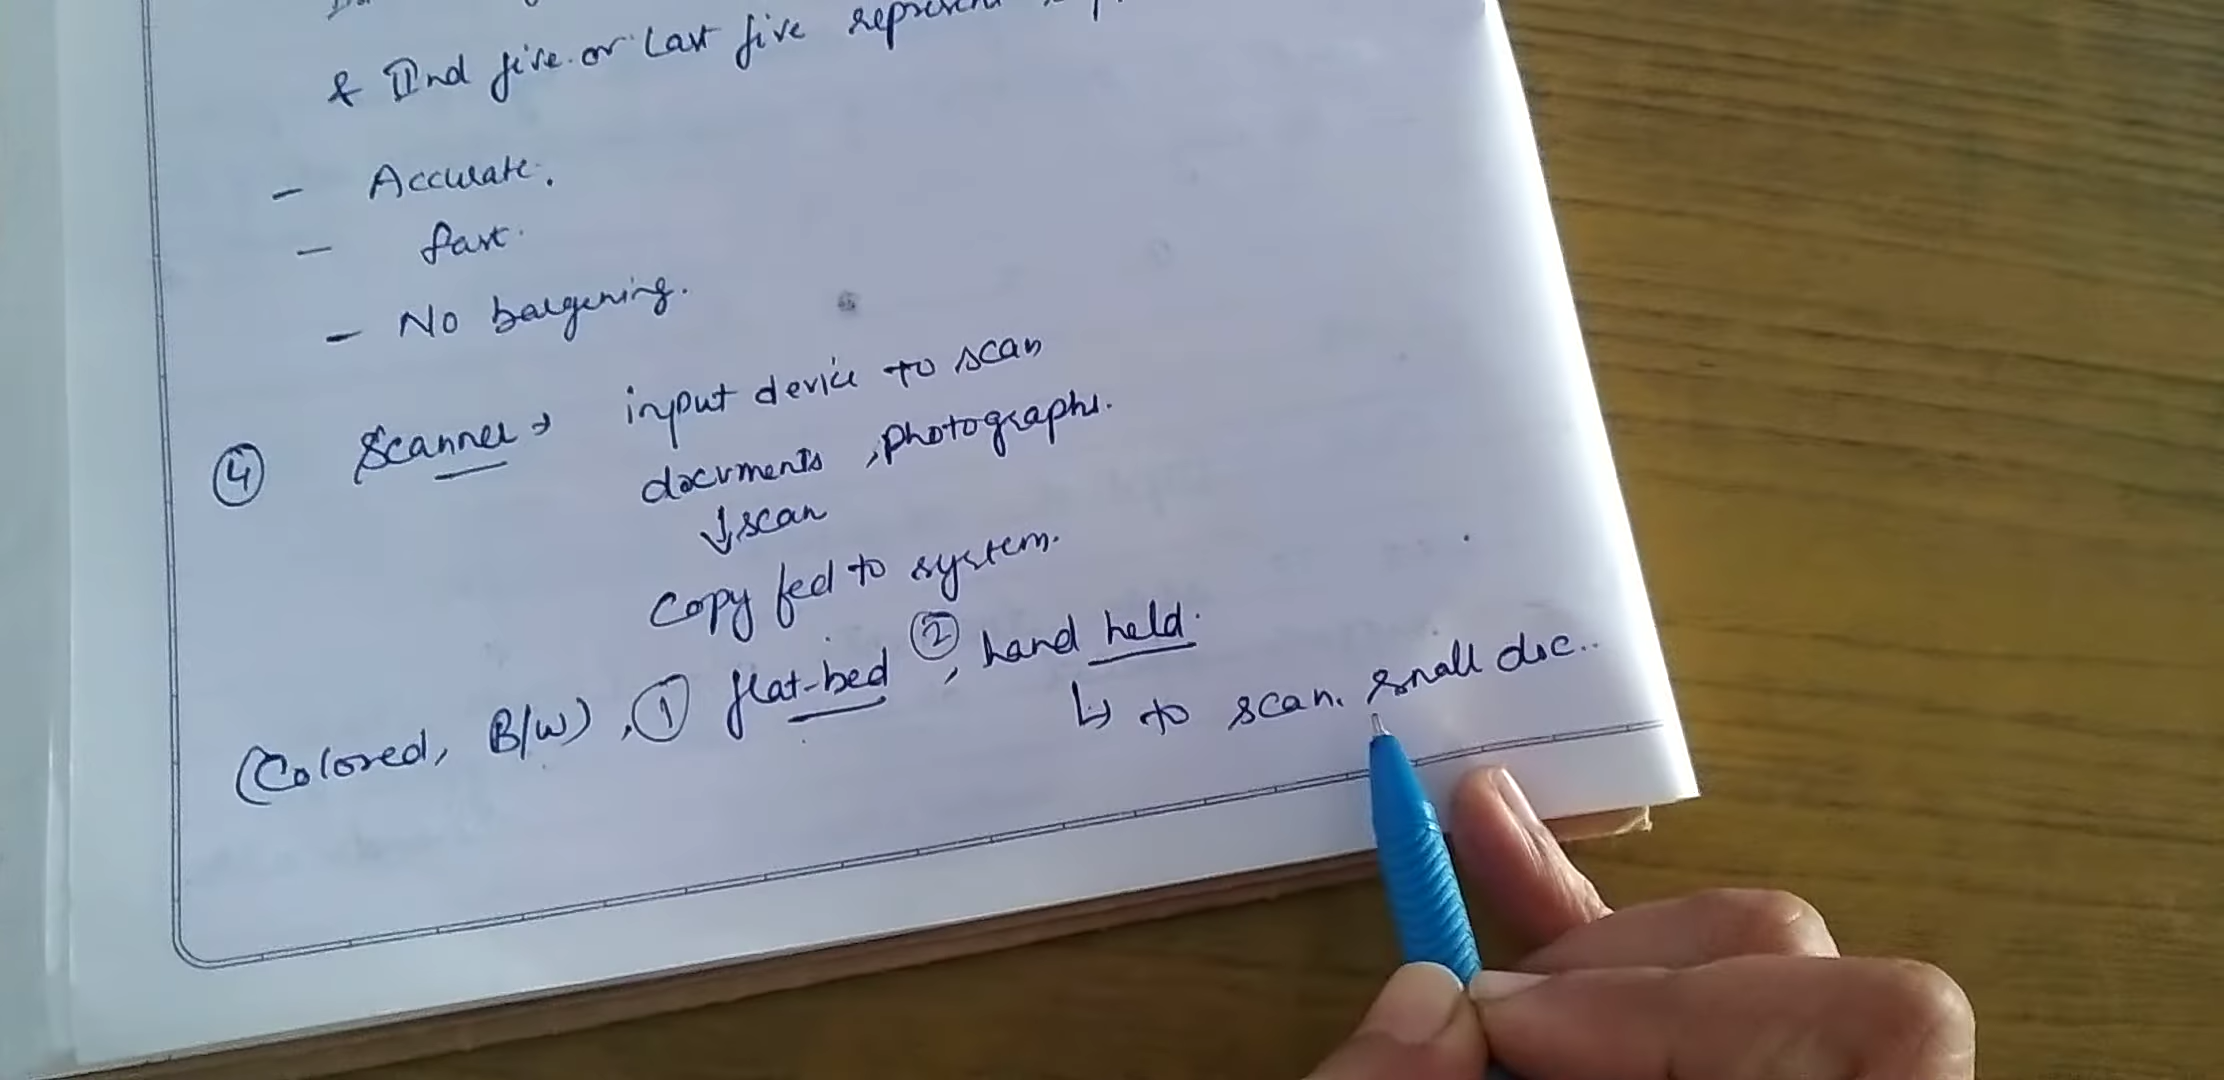 & IInd five or Last five represent
- Accurate.
- fast.
- No bargening.
④ Scanner → input device to scan
documents, photographs.
↓ scan
Copy fed to system.
(Colored, B/W), ① flat-bed, ② hand held.
↳ to scan small doc..